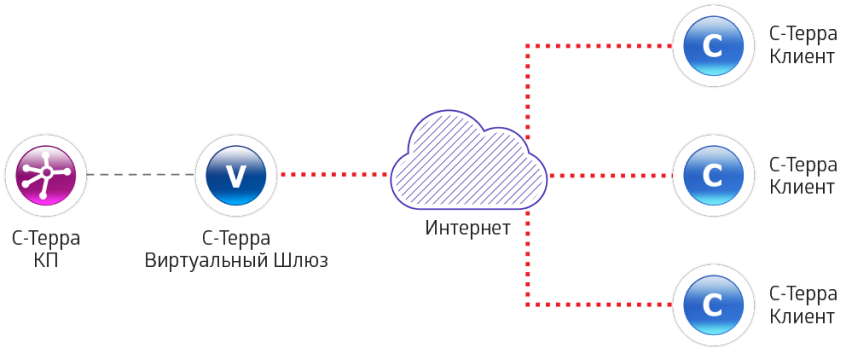 С-Терра
Клиент
С
V
С
С-Терра
Клиент
С-Терра
КП
С-Терра
Виртуальный Шлюз
Интернет
С
С-Терра
Клиент